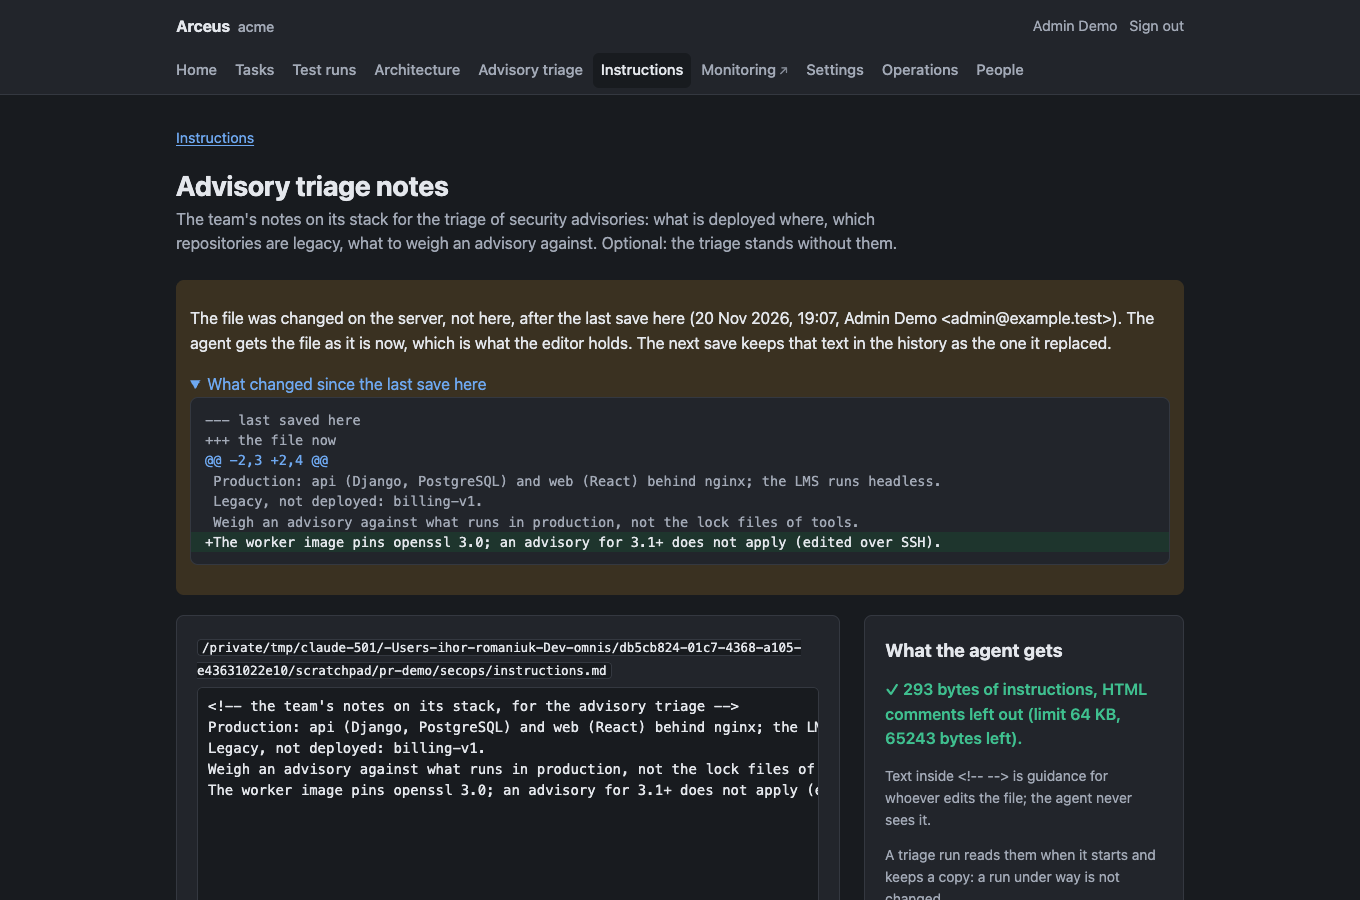 Arceus acme
Admin Demo Sign out
Home Tasks Test runs Architecture Advisory triage Instructions Monitoring ↗ Settings Operations People
Instructions
Advisory triage notes
The team's notes on its stack for the triage of security advisories: what is deployed where, which
repositories are legacy, what to weigh an advisory against. Optional: the triage stands without them.
The file was changed on the server, not here, after the last save here (20 Nov 2026, 19:07, Admin Demo <admin@example.test>). The
agent gets the file as it is now, which is what the editor holds. The next save keeps that text in the history as the one it replaced.
▼ What changed since the last save here
--- last saved here
+++ the file now
@@ -2,3 +2,4 @@
Production: api (Django, PostgreSQL) and web (React) behind nginx; the LMS runs headless.
Legacy, not deployed: billing-v1.
Weigh an advisory against what runs in production, not the lock files of tools.
+The worker image pins openssl 3.0; an advisory for 3.1+ does not apply (edited over SSH).
/private/tmp/claude-501/-Users-ihor-romaniuk-Dev-omnis/db5cb824-01c7-4368-a105-
e43631022e10/scratchpad/pr-demo/secops/instructions.md
<!-- the team's notes on its stack, for the advisory triage -->
Production: api (Django, PostgreSQL) and web (React) behind nginx; the
Legacy, not deployed: billing-v1.
Weigh an advisory against what runs in production, not the lock files of
The worker image pins openssl 3.0; an advisory for 3.1+ does not apply
What the agent gets
✓ 293 bytes of instructions, HTML
comments left out (limit 64 KB,
65243 bytes left).
Text inside <!-- --> is guidance for
whoever edits the file; the agent never
sees it.
A triage run reads them when it starts and
keeps a copy: a run under way is not
changed